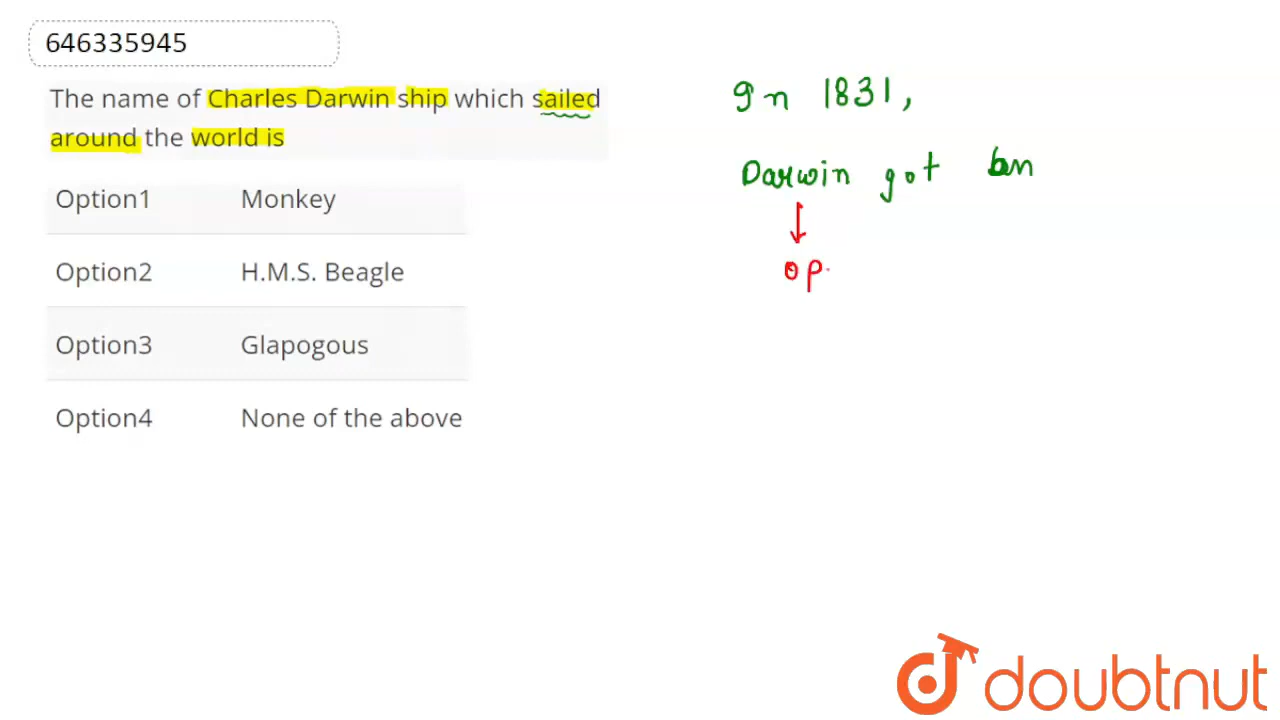 646335945
The name of Charles Darwin ship which sailed
around the world is
Option1 Monkey
Option2 H.M.S. Beagle
Option3 Glapogous
Option4 None of the above
In 1831,
Darwin got on
op
doubtnut